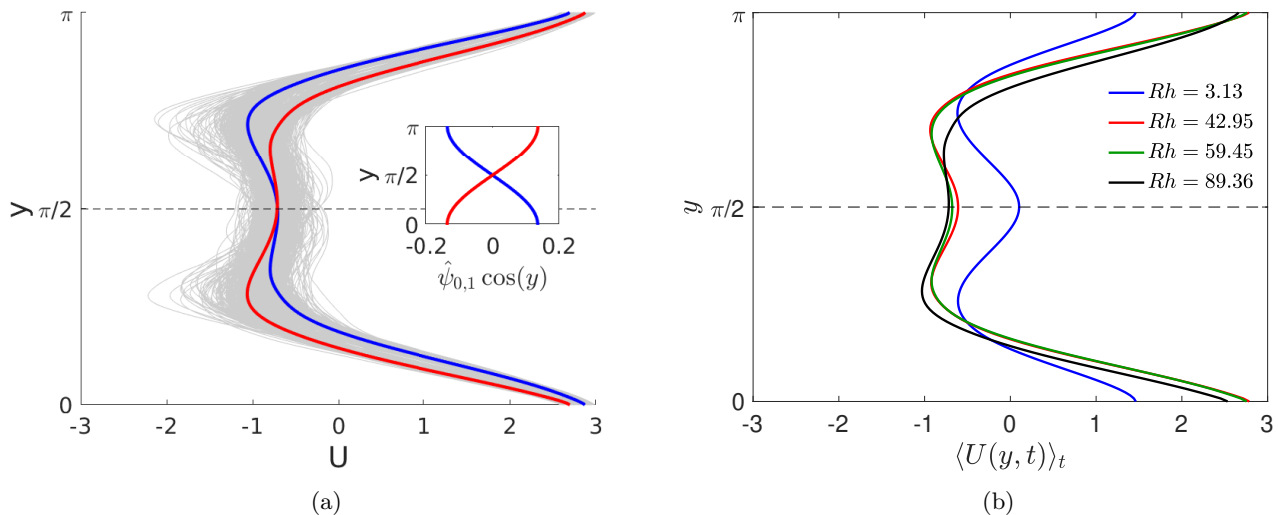 π
y
π/2
0
-3
-2
-1
0
1
2
3
U
π
y
π/2
0
-0.2
0
0.2
$\hat{\psi}_{0,1}\cos(y)$
(a)
π
y
π/2
0
-3
-2
-1
0
1
2
3
⟨U(y, t)⟩ₜ
Rh = 3.13
Rh = 42.95
Rh = 59.45
Rh = 89.36
(b)